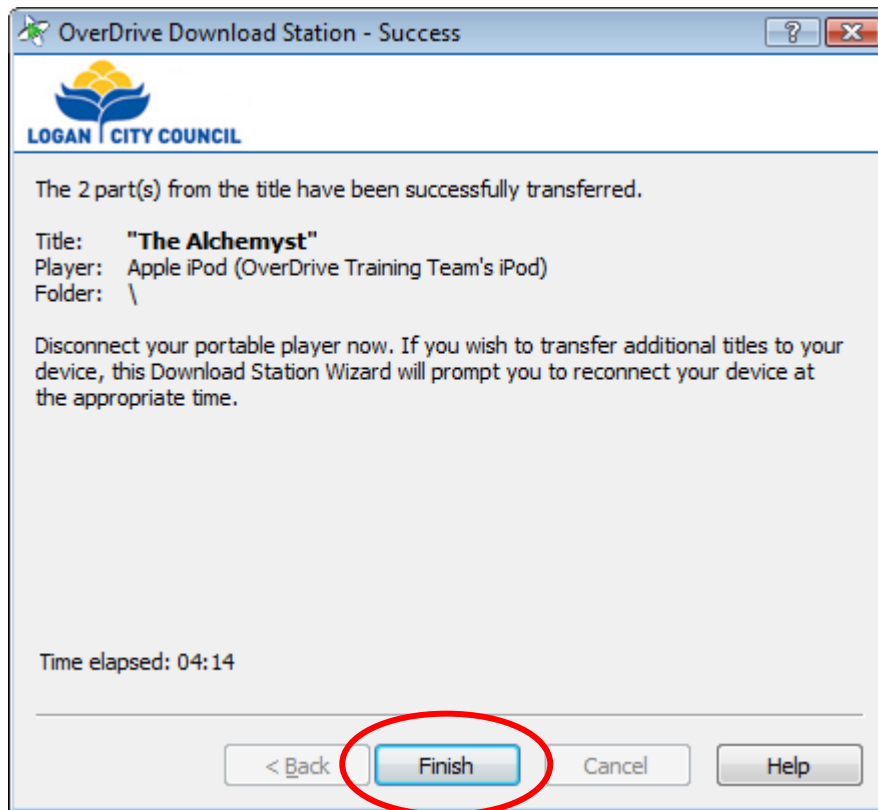 OverDrive Download Station - Success
LOGAN CITY COUNCIL
The 2 part(s) from the title have been successfully transferred.
Title: "The Alchemyst"
Player: Apple iPod (OverDrive Training Team's iPod)
Folder: \
Disconnect your portable player now. If you wish to transfer additional titles to your
device, this Download Station Wizard will prompt you to reconnect your device at
the appropriate time.
Time elapsed: 04:14
< Back Finish Cancel Help